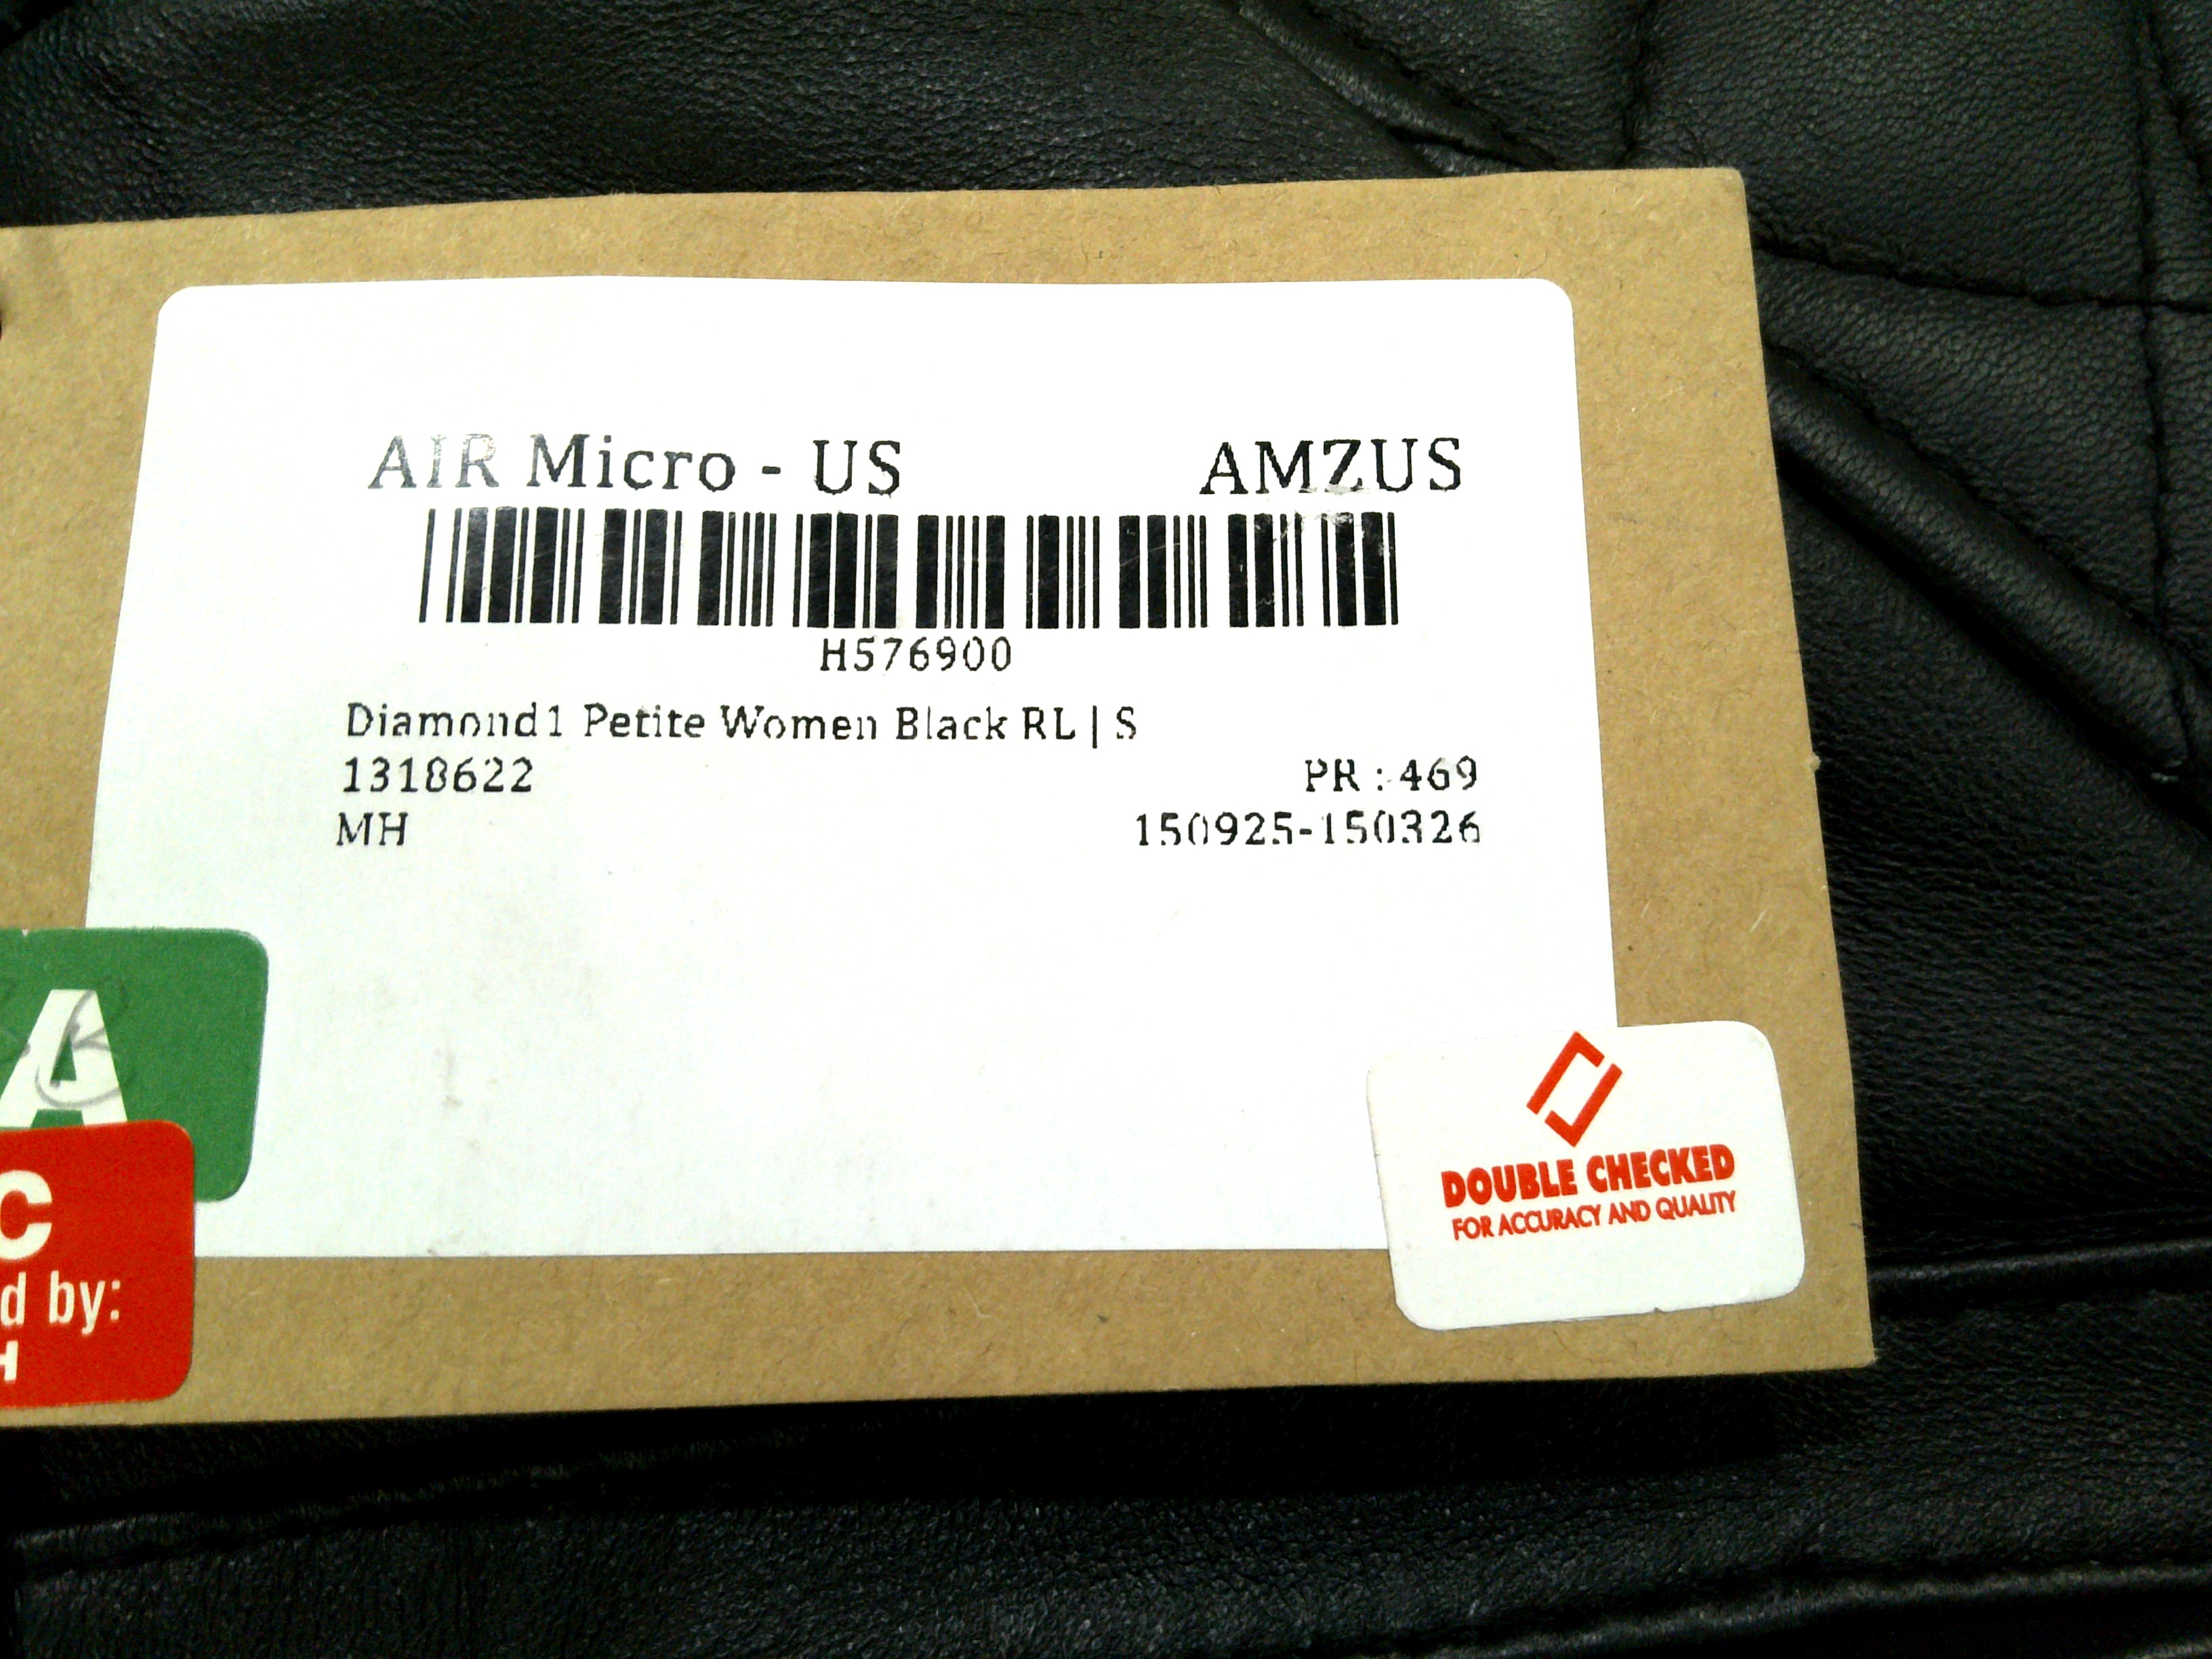 AIR Micro - US AMZUS
H576900
Diamond1 Petite Women Black RL | S
1318622 PR : 469
MH 150925-150326
A
C
d by:
H
DOUBLE CHECKED
FOR ACCURACY AND QUALITY